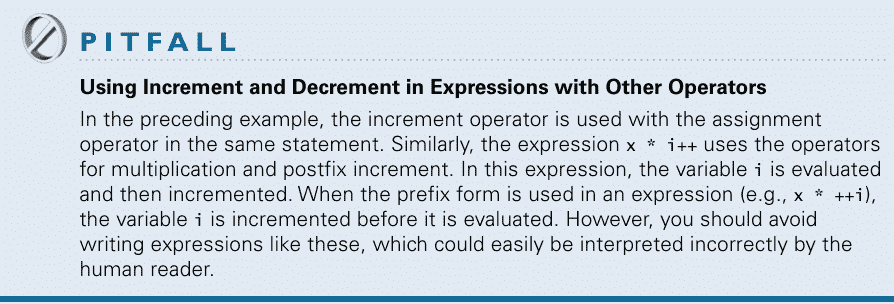 PITFALL
Using Increment and Decrement in Expressions with Other Operators
In the preceding example, the increment operator is used with the assignment
operator in the same statement. Similarly, the expression x * i++ uses the operators
for multiplication and postfix increment. In this expression, the variable i is evaluated
and then incremented. When the prefix form is used in an expression (e.g., x * ++i),
the variable i is incremented before it is evaluated. However, you should avoid
writing expressions like these, which could easily be interpreted incorrectly by the
human reader.